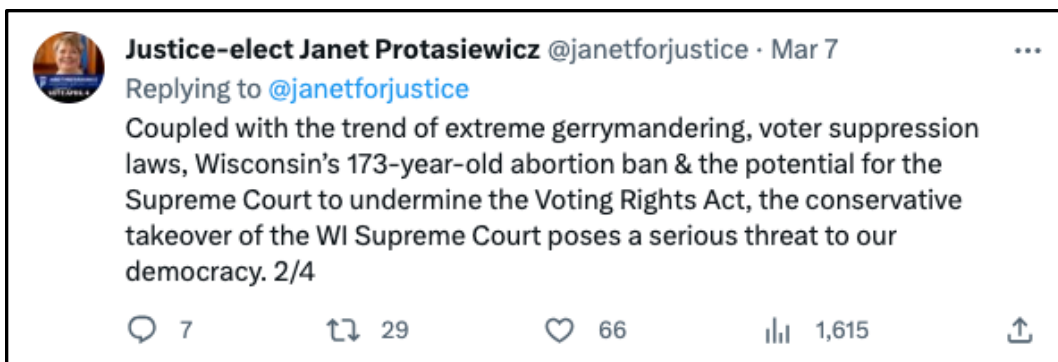 Justice-elect Janet Protasiewicz @janetforjustice · Mar 7
Replying to @janetforjustice
Coupled with the trend of extreme gerrymandering, voter suppression
laws, Wisconsin’s 173-year-old abortion ban & the potential for the
Supreme Court to undermine the Voting Rights Act, the conservative
takeover of the WI Supreme Court poses a serious threat to our
democracy. 2/4
7 29 66 1,615